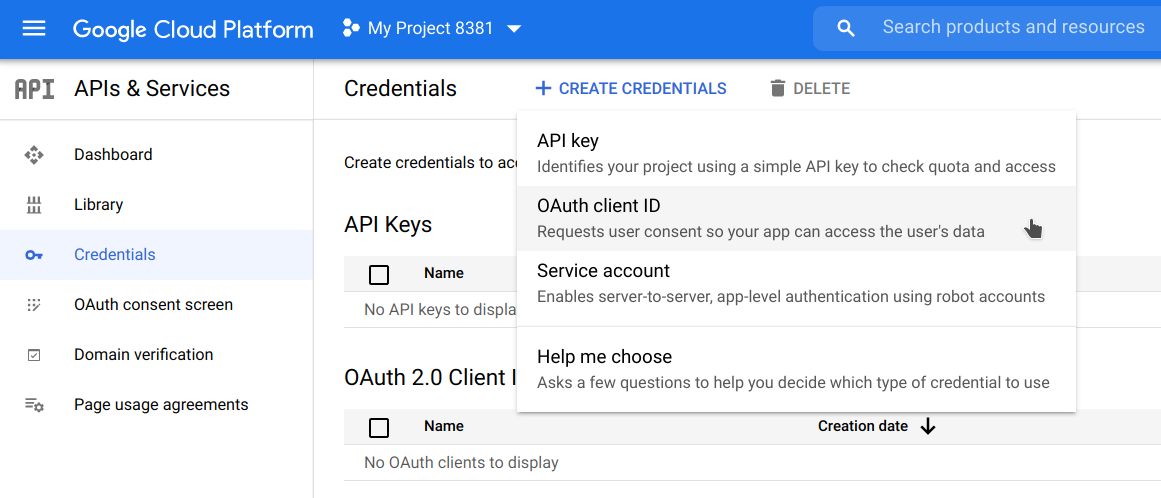 Google Cloud Platform My Project 8381 Search products and resources
API APIs & Services
Credentials CREATE CREDENTIALS DELETE
Dashboard
Library
Credentials
OAuth consent screen
Domain verification
Page usage agreements
Create credentials to acc
API key
Identifies your project using a simple API key to check quota and access
OAuth client ID
Requests user consent so your app can access the user's data
Service account
Enables server-to-server, app-level authentication using robot accounts
Help me choose
Asks a few questions to help you decide which type of credential to use
API Keys
Name
No API keys to displa
OAuth 2.0 Client I
Name Creation date
No OAuth clients to display